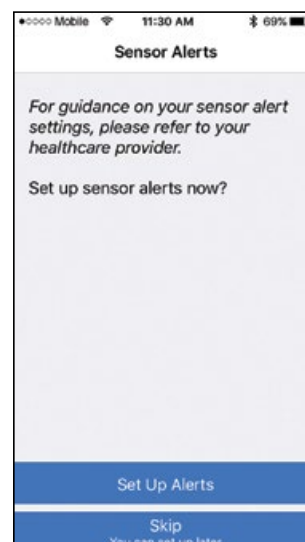 Mobile 11:30 AM 69%
Sensor Alerts
For guidance on your sensor alert
settings, please refer to your
healthcare provider.
Set up sensor alerts now?
Set Up Alerts
Skip
You can set up later